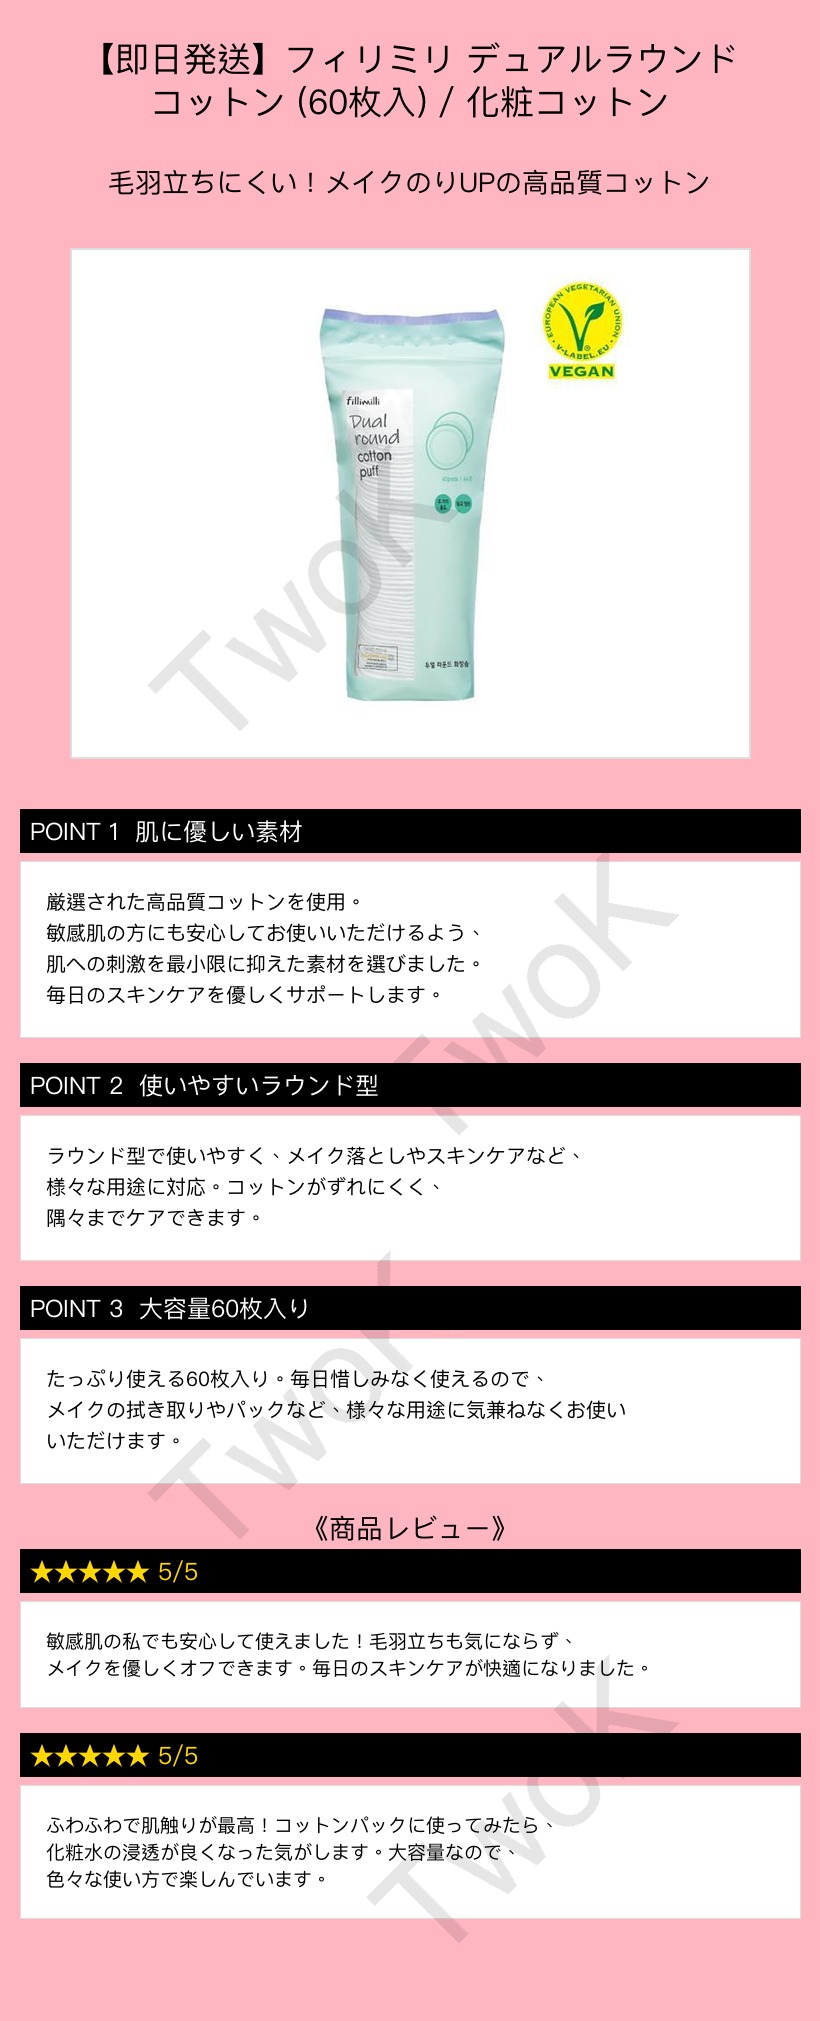 【即日発送】フィリミリ デュアルラウンド
コットン (60枚入) / 化粧コットン
毛羽立ちにくい！メイクのりUPの高品質コットン
EUROPEAN VEGETARIAN UNION
V-LABEL.EU
VEGAN
fillimilli
Dual
round
cotton
puff
듀얼 라운드 화장솜
TwoK
POINT 1 肌に優しい素材
厳選された高品質コットンを使用。
敏感肌の方にも安心してお使いいただけるよう、
肌への刺激を最小限に抑えた素材を選びました。
毎日のスキンケアを優しくサポートします。
TwoK
POINT 2 使いやすいラウンド型
ラウンド型で使いやすく、メイク落としやスキンケアなど、
様々な用途に対応。コットンがずれにくく、
隅々までケアできます。
POINT 3 大容量60枚入り
たっぷり使える60枚入り。毎日惜しみなく使えるので、
メイクの拭き取りやパックなど、様々な用途に気兼ねなくお使い
いただけます。
TwoK
《商品レビュー》
★★★★★ 5/5
敏感肌の私でも安心して使えました！毛羽立ちも気にならず、
メイクを優しくオフできます。毎日のスキンケアが快適になりました。
★★★★★ 5/5
ふわふわで肌触りが最高！コットンパックに使ってみたら、
化粧水の浸透が良くなった気がします。大容量なので、
色々な使い方で楽しんでいます。
TwoK